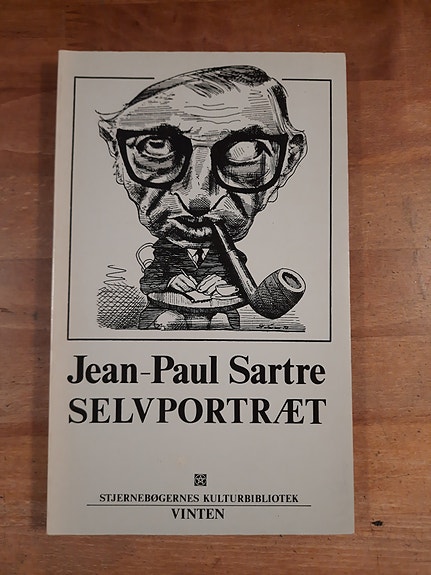 Jean-Paul Sartre
SELVPORTRÆT
STJERNEBØGERNES KULTURBIBLIOTEK
VINTEN